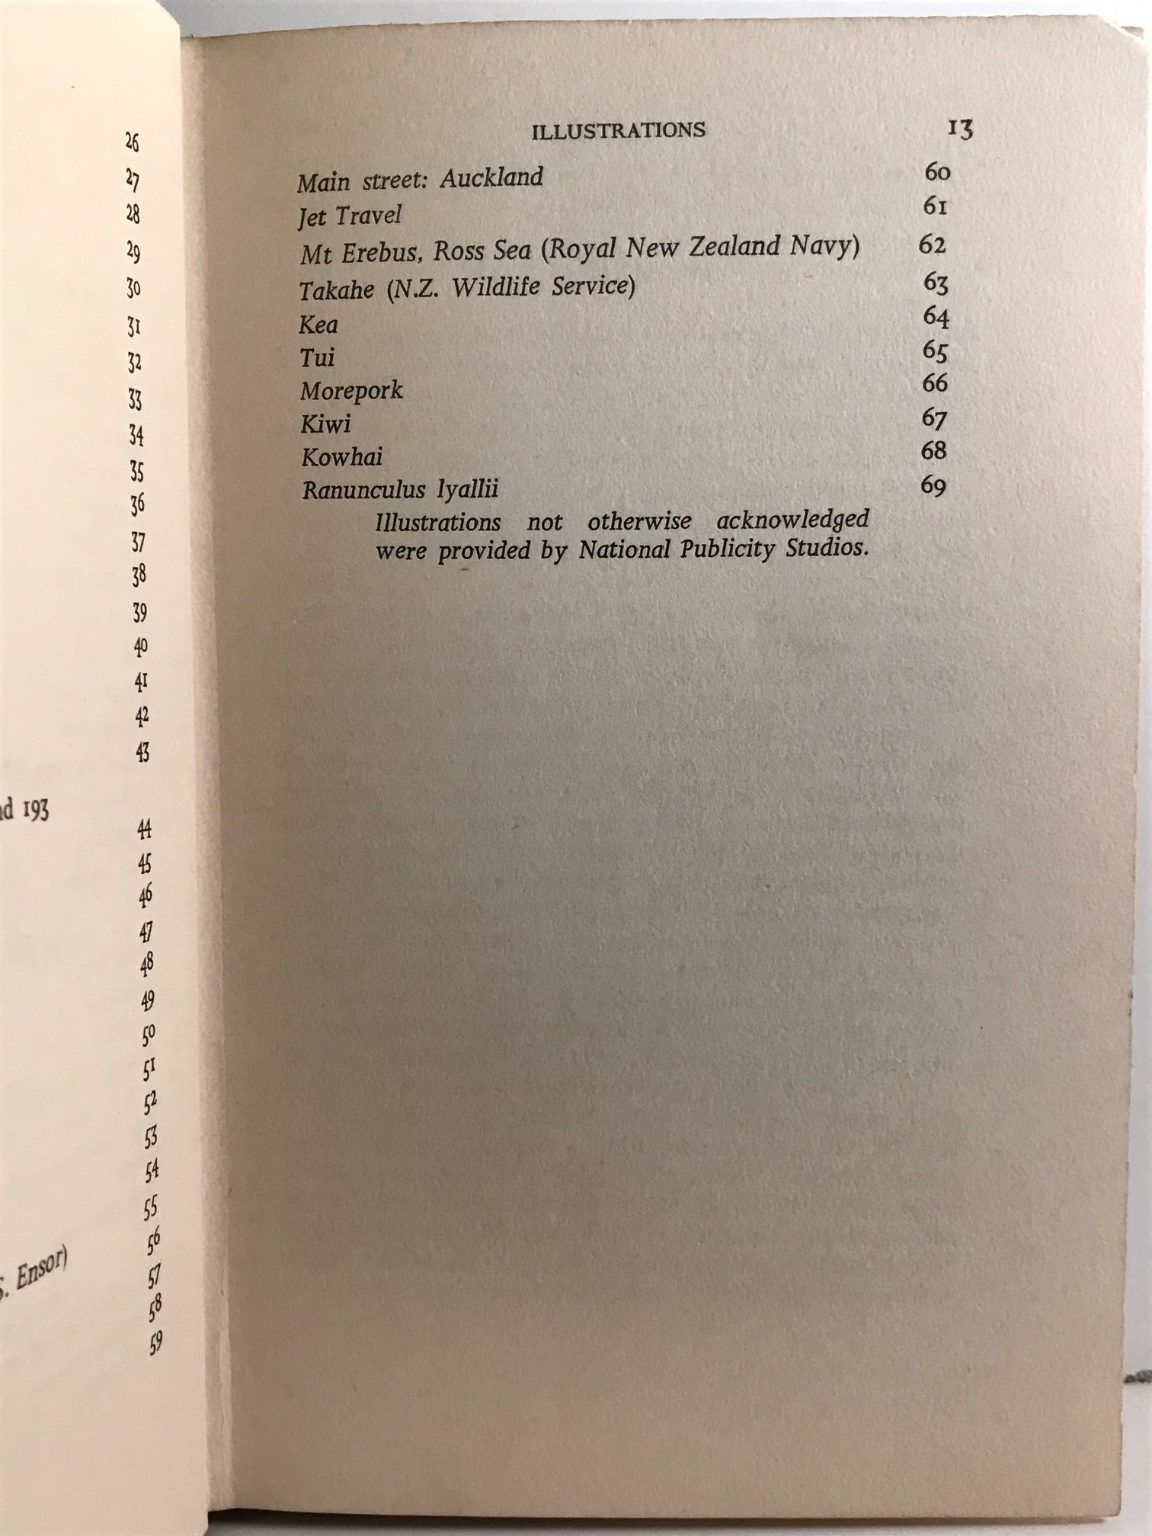 26
27
28
29
30
31
32
33
34
35
36
37
38
39
40
41
42
43
193
44
45
46
47
48
49
50
51
52
53
54
55
56
S. Ensor)
57
58
59
ILLUSTRATIONS 13
Main street: Auckland 60
Jet Travel 61
Mt Erebus, Ross Sea (Royal New Zealand Navy) 62
Takahe (N.Z. Wildlife Service) 63
Kea 64
Tui 65
Morepork 66
Kiwi 67
Kowhai 68
Ranunculus lyallii 69
Illustrations not otherwise acknowledged
were provided by National Publicity Studios.